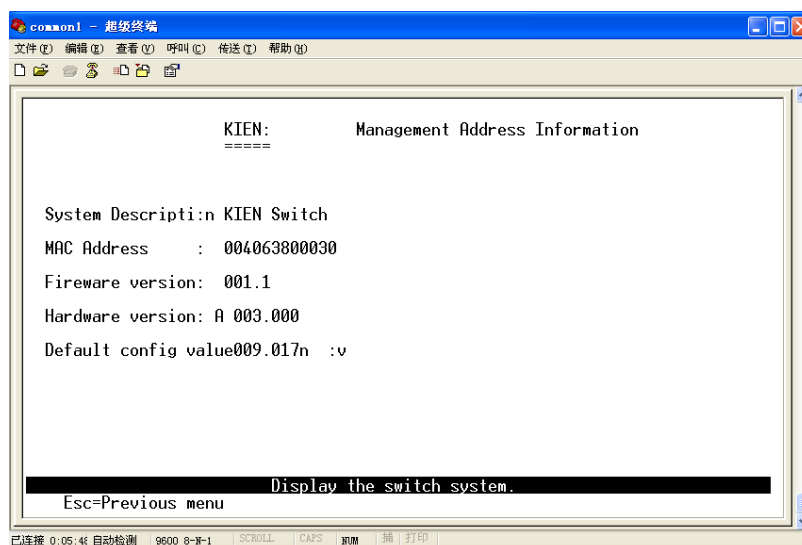 common1 - 超级终端
文件(F) 编辑(E) 查看(V) 呼叫(C) 传送(T) 帮助(H)
KIEN: Management Address Information
=====
System Descripti:n KIEN Switch
MAC Address : 004063800030
Fireware version: 001.1
Hardware version: A 003.000
Default config value009.017n :v
Display the switch system.
Esc=Previous menu
已连接 0:05:48 自动检测 9600 8-N-1 SCROLL CAPS NUM 捕 打印